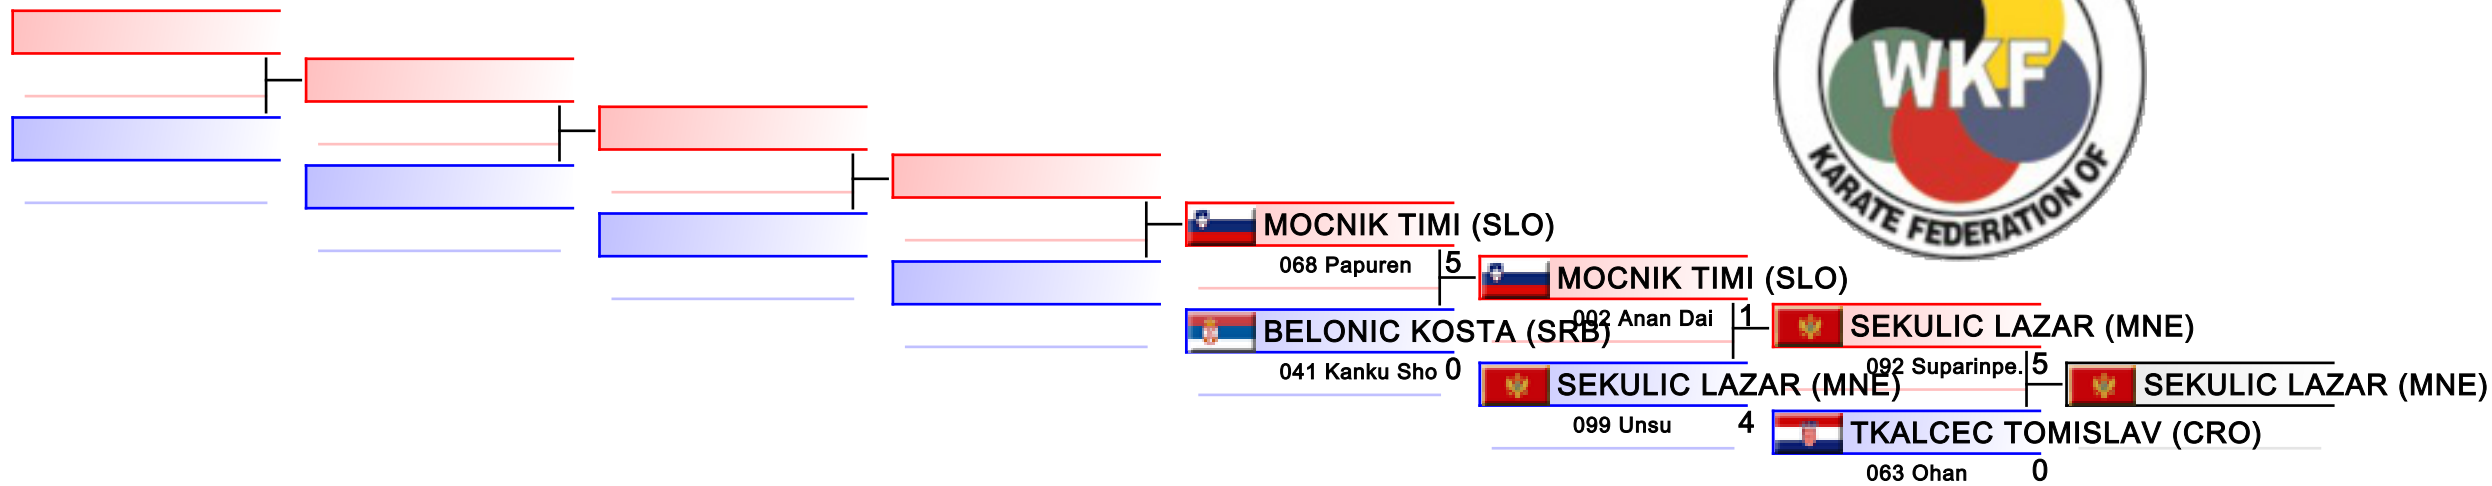 WKF
KARATE FEDERATION OF
MOCNIK TIMI (SLO)
068 Papuren 5
BELONIC KOSTA (SRB)
041 Kanku Sho 0
MOCNIK TIMI (SLO)
002 Anan Dai 1
SEKULIC LAZAR (MNE)
099 Unsu 4
SEKULIC LAZAR (MNE)
092 Suparinpe. 5
TKALCEC TOMISLAV (CRO)
063 Ohan 0
SEKULIC LAZAR (MNE)